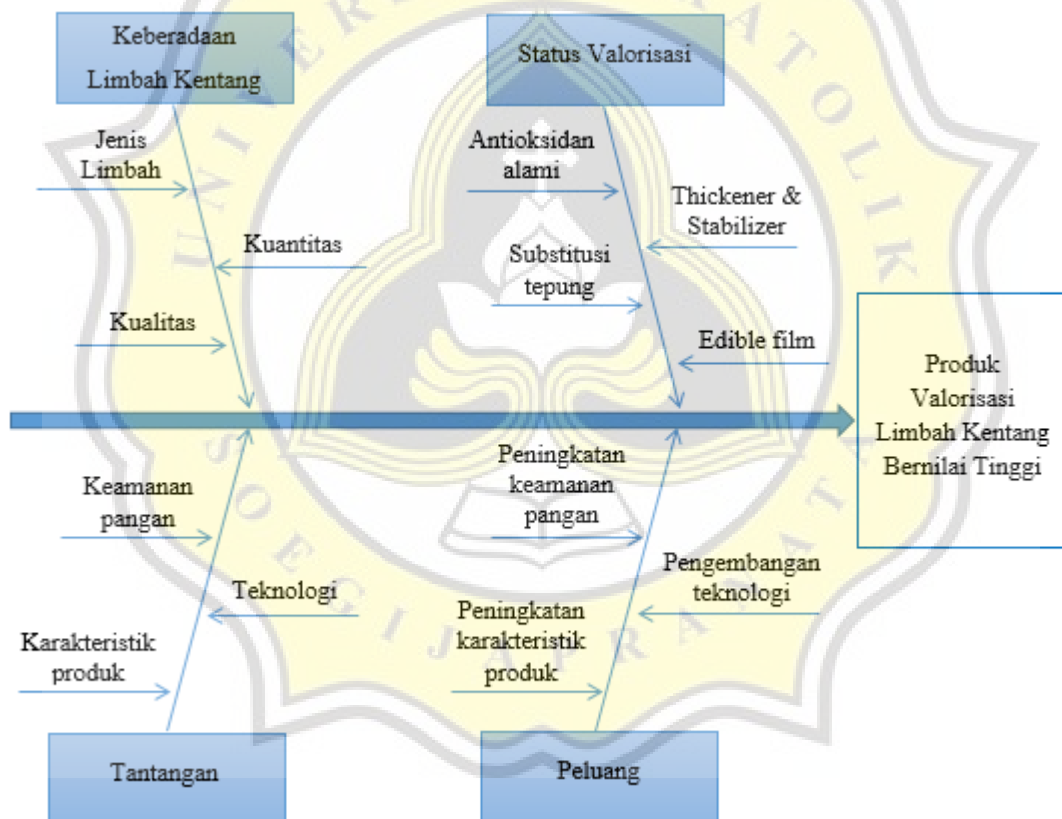 Keberadaan
Limbah Kentang
Status Valorisasi
Jenis
Limbah
Kuantitas
Kualitas
Antioksidan
alami
Thickener &
Stabilizer
Substitusi
tepung
Edible film
Produk
Valorisasi
Limbah Kentang
Bernilai Tinggi
Keamanan
pangan
Teknologi
Karakteristik
produk
Peningkatan
keamanan
pangan
Pengembangan
teknologi
Peningkatan
karakteristik
produk
Tantangan
Peluang
SOEGIJAPRANATA